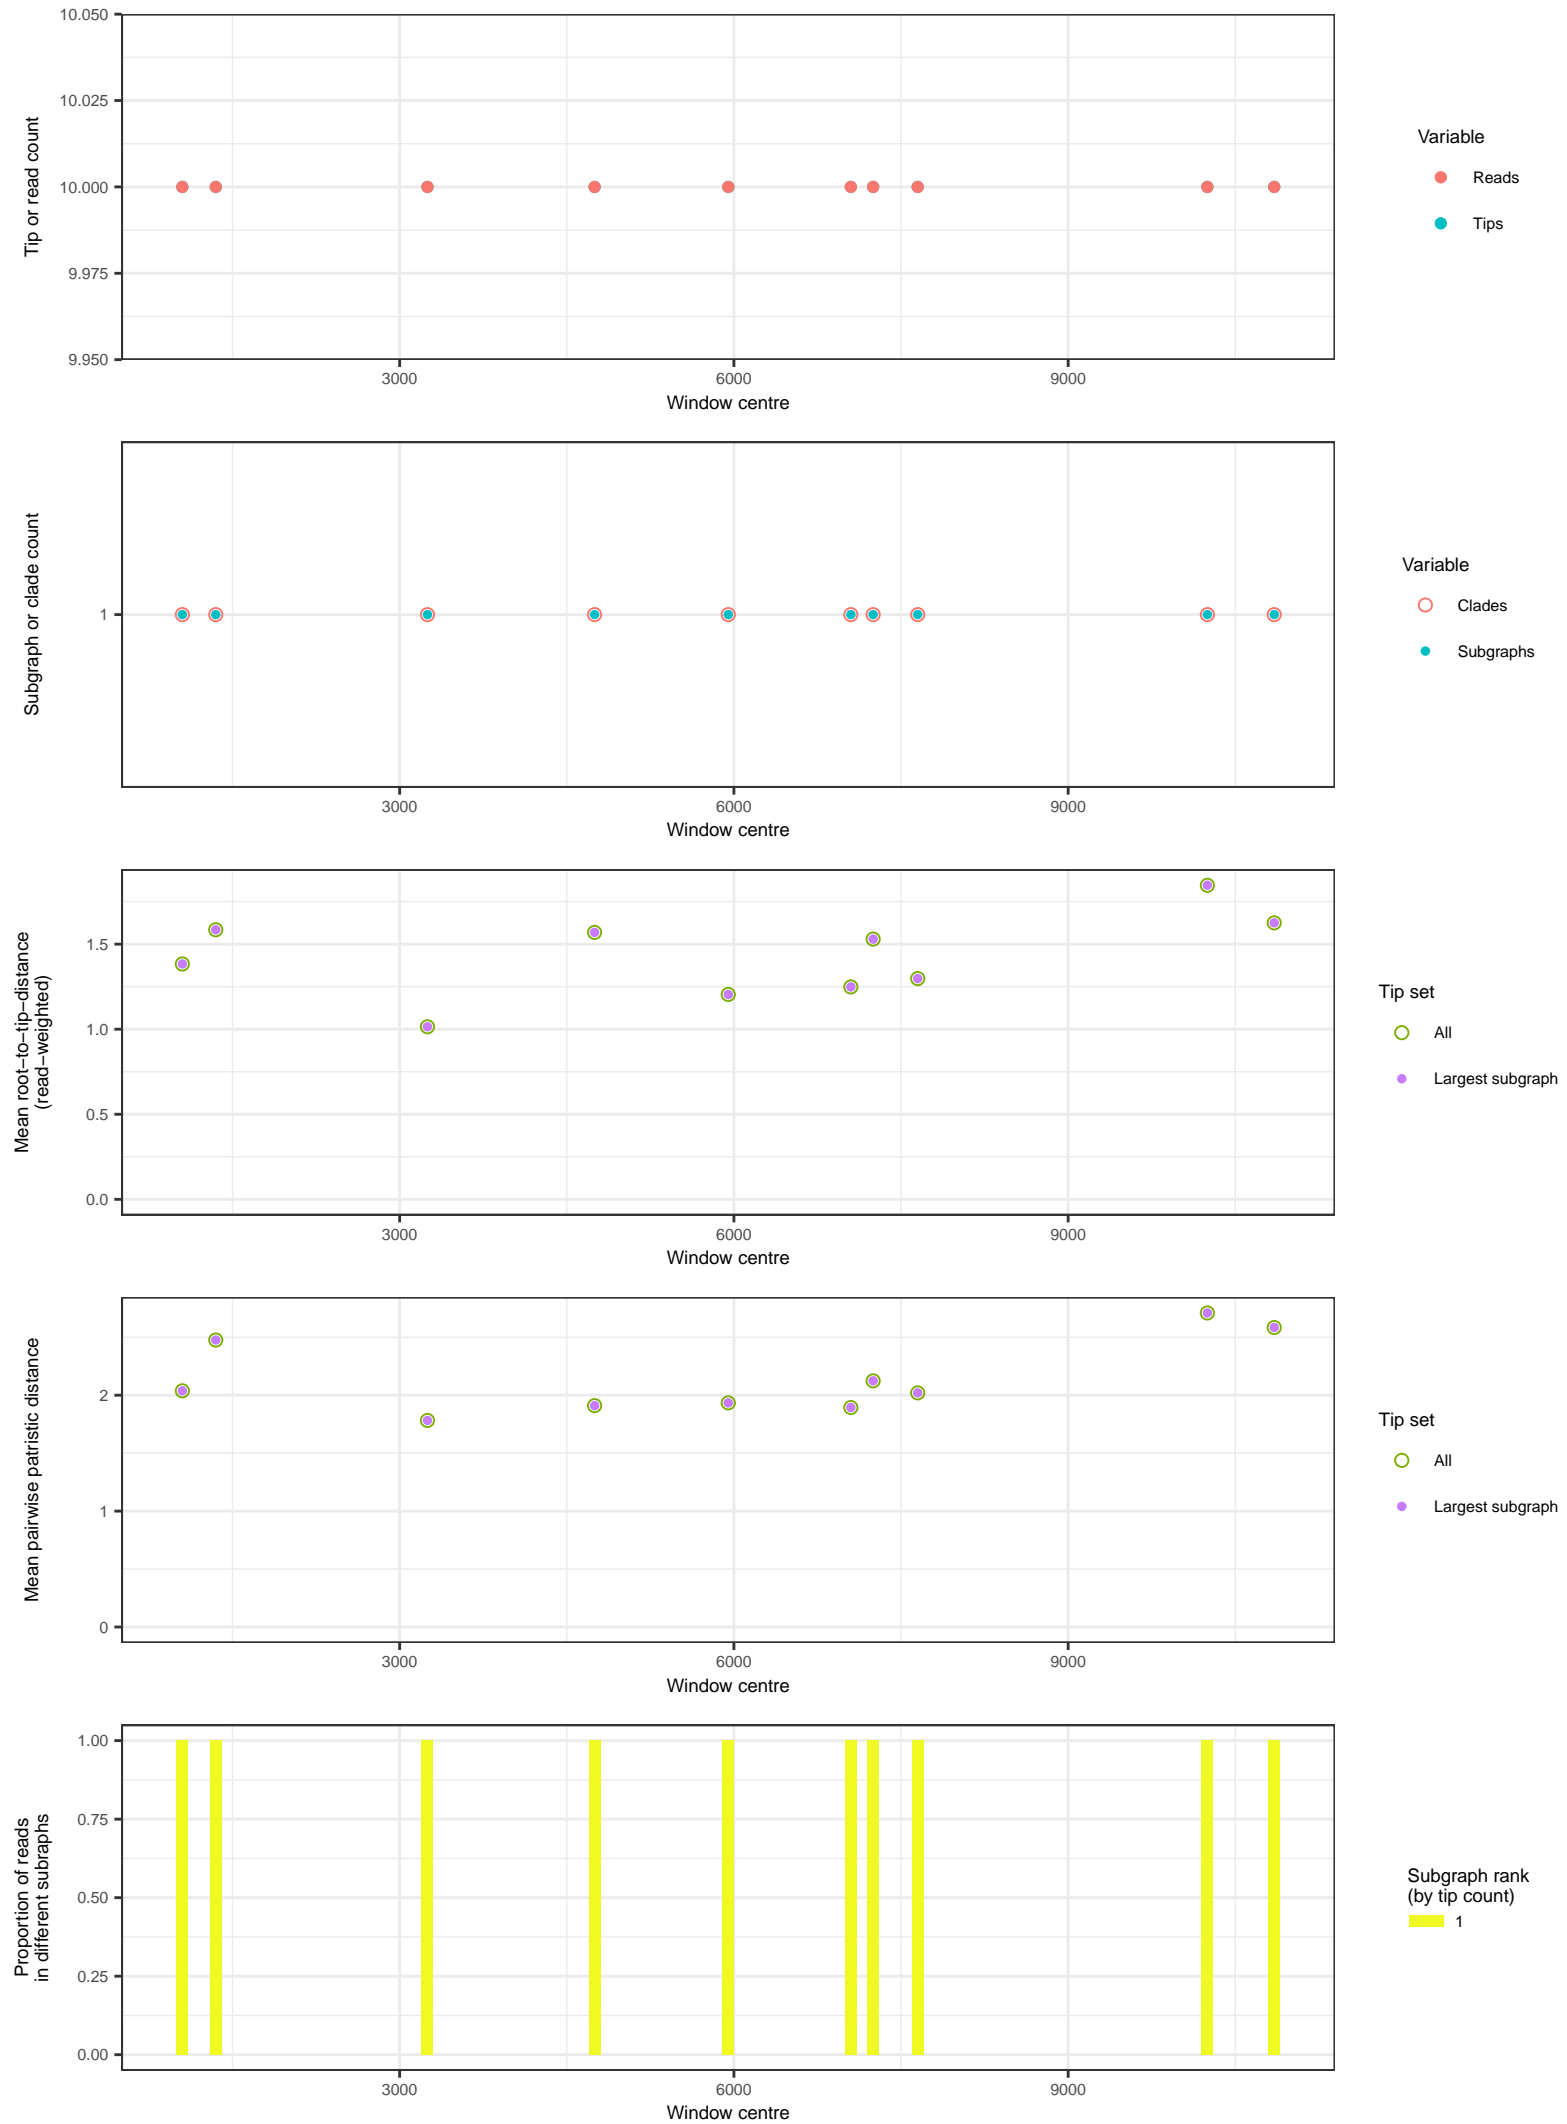 10.050
10.025
10.000
9.975
9.950
Tip or read count
3000
6000
9000
Window centre
Variable
Reads
Tips
1
Subgraph or clade count
3000
6000
9000
Window centre
Variable
Clades
Subgraphs
1.5
1.0
0.5
0.0
Mean root−to−tip−distance
(read−weighted)
3000
6000
9000
Window centre
Tip set
All
Largest subgraph
2
1
0
Mean pairwise patristic distance
3000
6000
9000
Window centre
Tip set
All
Largest subgraph
1.00
0.75
0.50
0.25
0.00
Proportion of reads
in different subraphs
3000
6000
9000
Window centre
Subgraph rank
(by tip count)
1